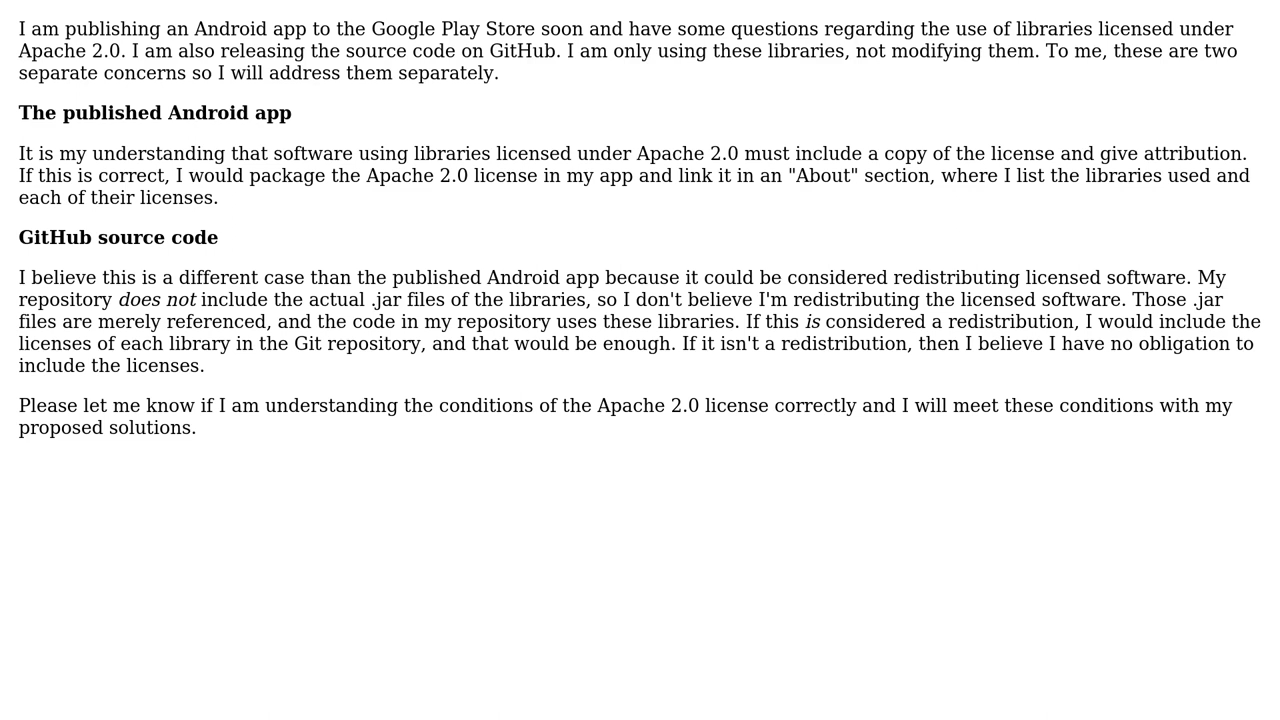 I am publishing an Android app to the Google Play Store soon and have some questions regarding the use of libraries licensed under
Apache 2.0. I am also releasing the source code on GitHub. I am only using these libraries, not modifying them. To me, these are two
separate concerns so I will address them separately.
The published Android app
It is my understanding that software using libraries licensed under Apache 2.0 must include a copy of the license and give attribution.
If this is correct, I would package the Apache 2.0 license in my app and link it in an "About" section, where I list the libraries used and
each of their licenses.
GitHub source code
I believe this is a different case than the published Android app because it could be considered redistributing licensed software. My
repository does not include the actual .jar files of the libraries, so I don't believe I'm redistributing the licensed software. Those .jar
files are merely referenced, and the code in my repository uses these libraries. If this is considered a redistribution, I would include the
licenses of each library in the Git repository, and that would be enough. If it isn't a redistribution, then I believe I have no obligation to
include the licenses.
Please let me know if I am understanding the conditions of the Apache 2.0 license correctly and I will meet these conditions with my
proposed solutions.